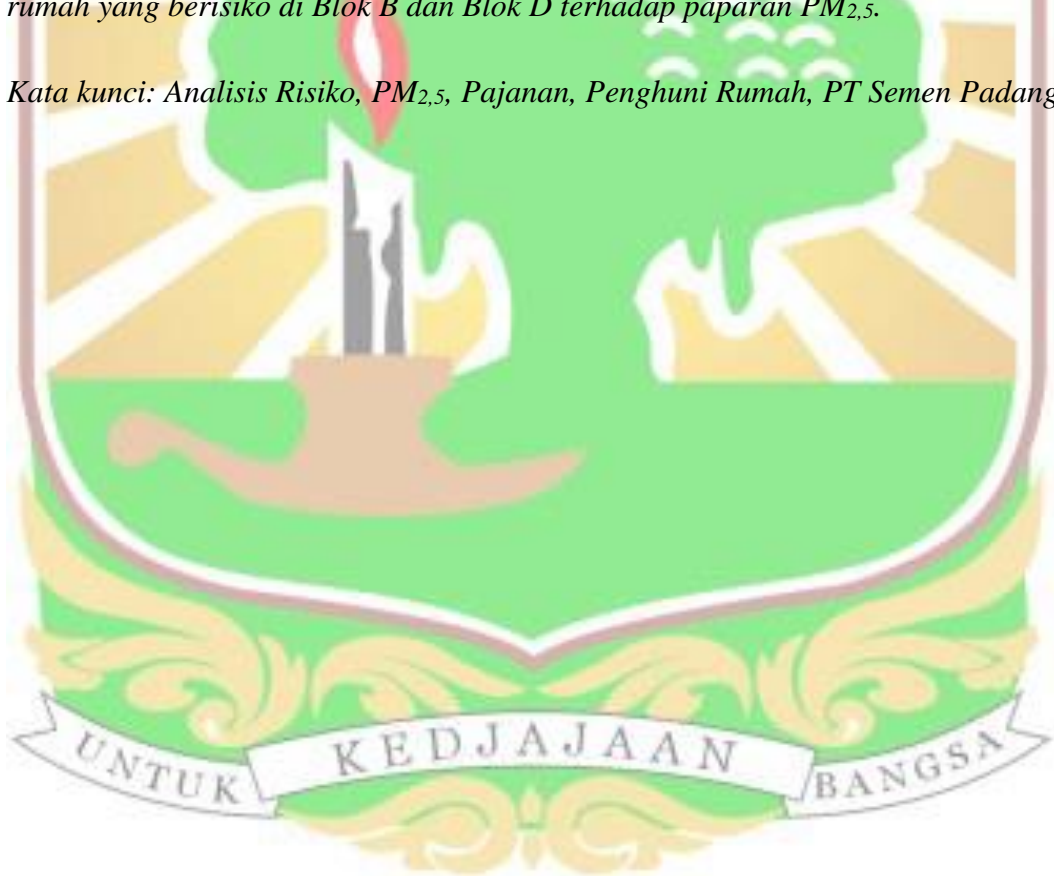 rumah yang berisiko di Blok B dan Blok D terhadap paparan PM2,5.
Kata kunci: Analisis Risiko, PM2,5, Pajanan, Penghuni Rumah, PT Semen Padang
UNTUK KEDJAJAAN BANGSA